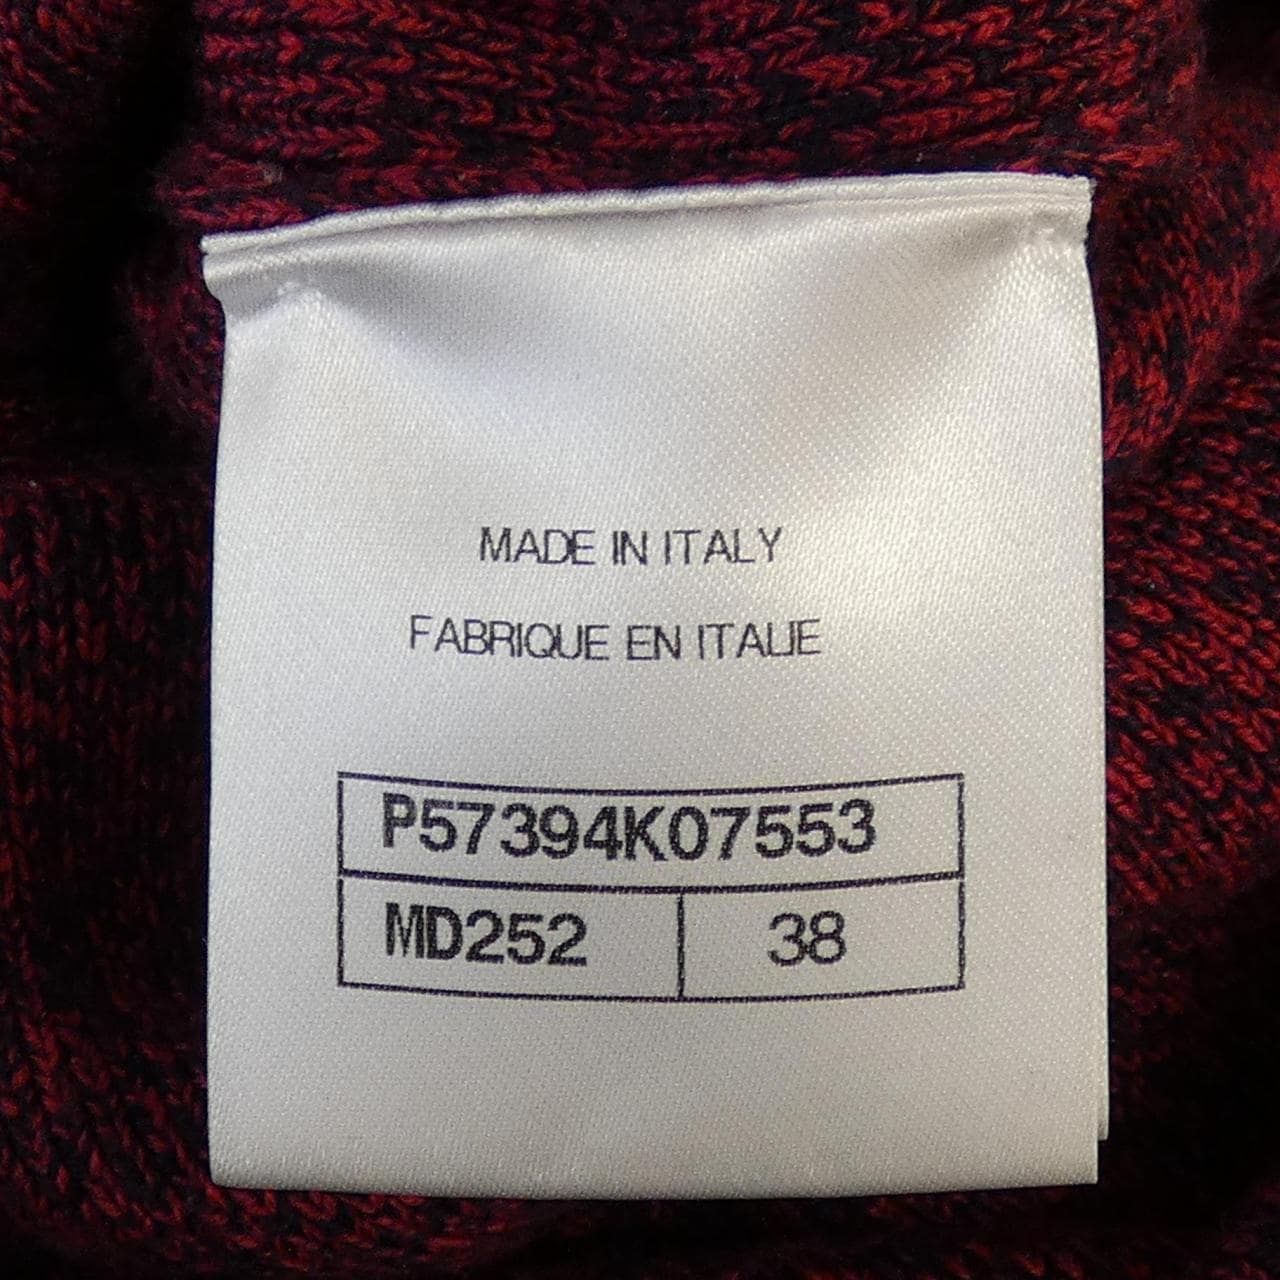 MADE IN ITALY
FABRIQUE EN ITALIE
P57394K07553
MD252 38